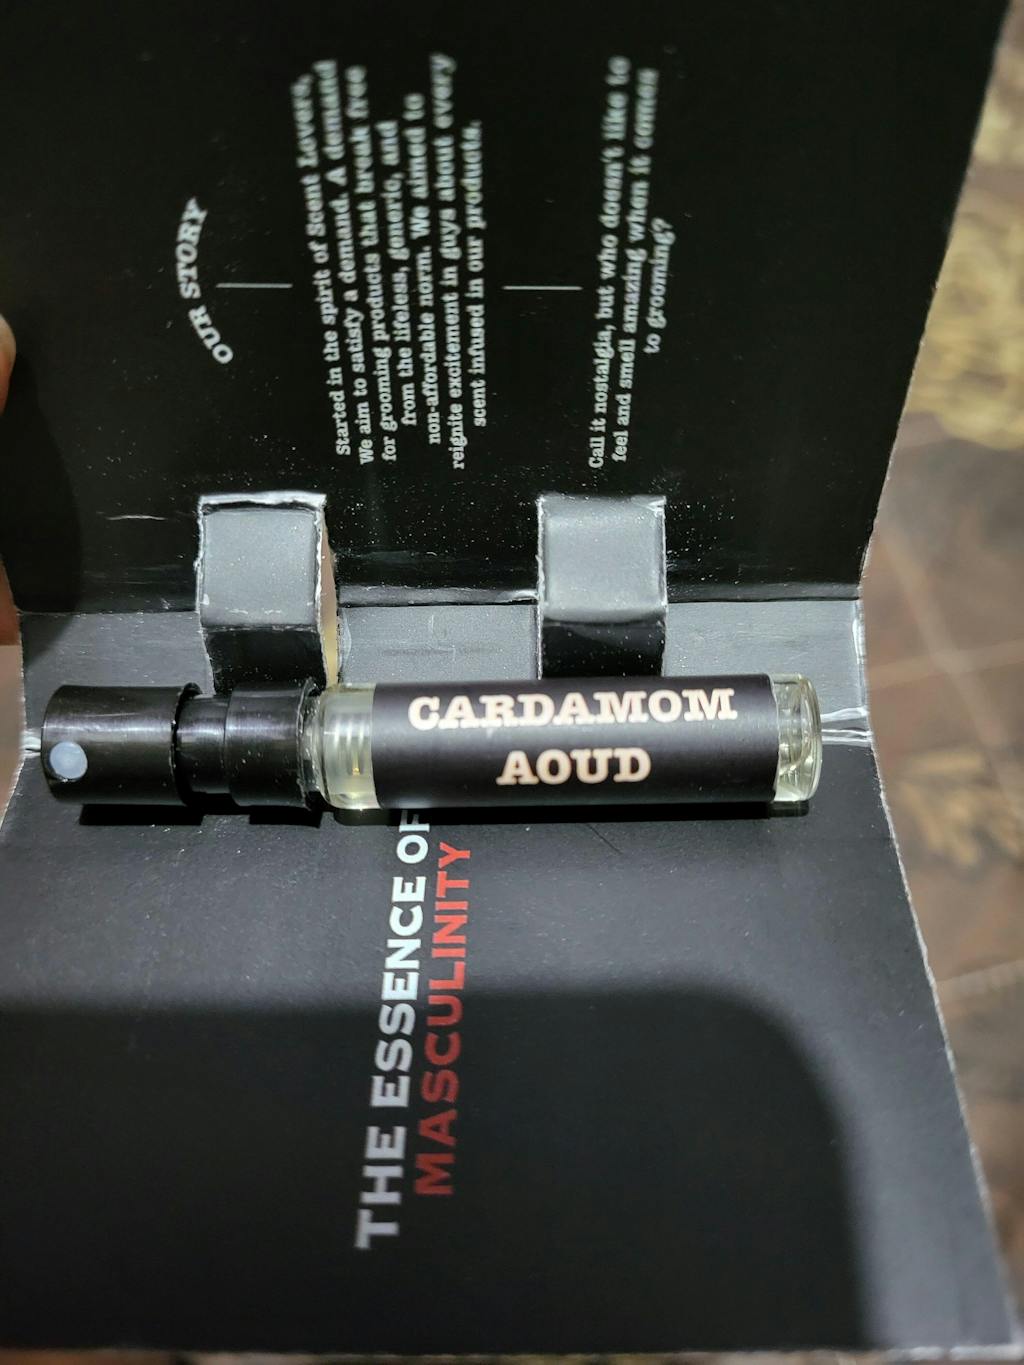 OUR STORY
Started in the spirit of Scent Lovers,
We aim to satisfy a demand. A demand
for grooming products that break free
from the lifeless, generic, and
non-affordable norm. We aimed to
reignite excitement in guys about every
scent infused in our products.
Call it nostalgia, but who doesn't like to
feel and smell amazing when it comes
to grooming?
CARDAMOM
AOUD
THE ESSENCE OF
MASCULINITY